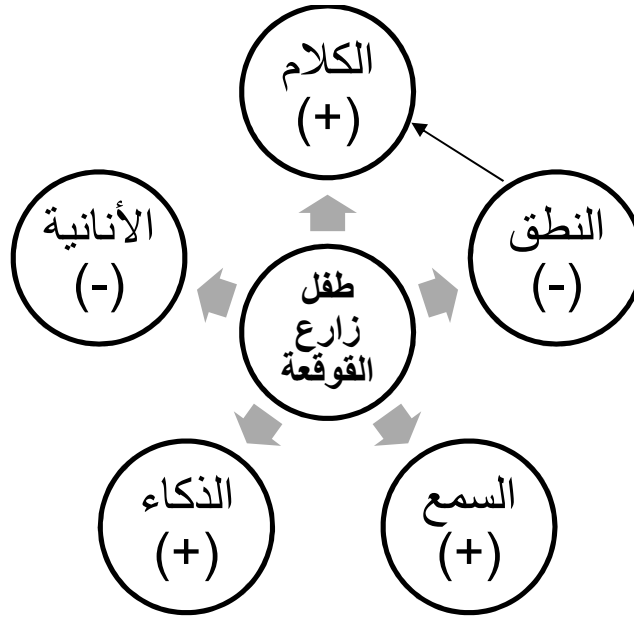 الكلام
(+)
النطق
(-)
الأنانية
(-)
طفل
زارع
القوقعة
السمع
(+)
الذكاء
(+)